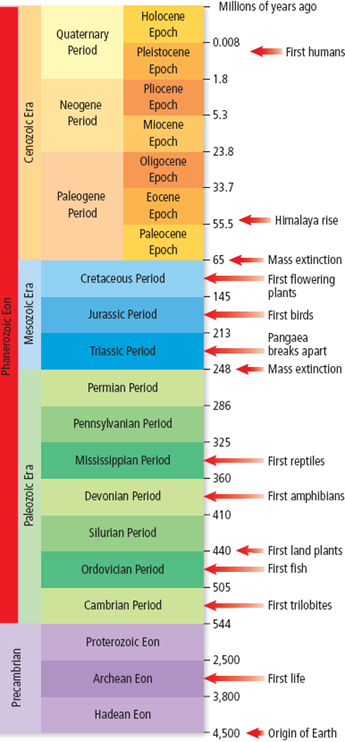 Millions of years ago
Phanerozoic Eon
Cenozoic Era
Quaternary
Period
Holocene
Epoch
0.008
Pleistocene
Epoch
First humans
1.8
Neogene
Period
Pliocene
Epoch
5.3
Miocene
Epoch
23.8
Paleogene
Period
Oligocene
Epoch
33.7
Eocene
Epoch
55.5
Himalaya rise
Paleocene
Epoch
65
Mass extinction
Mesozoic Era
Cretaceous Period
First flowering
plants
145
Jurassic Period
First birds
213
Triassic Period
Pangaea
breaks apart
248
Mass extinction
Paleozoic Era
Permian Period
286
Pennsylvanian Period
325
Mississippian Period
First reptiles
360
Devonian Period
First amphibians
410
Silurian Period
440
First land plants
Ordovician Period
First fish
505
Cambrian Period
First trilobites
544
Precambrian
Proterozoic Eon
2,500
Archean Eon
First life
3,800
Hadean Eon
4,500
Origin of Earth